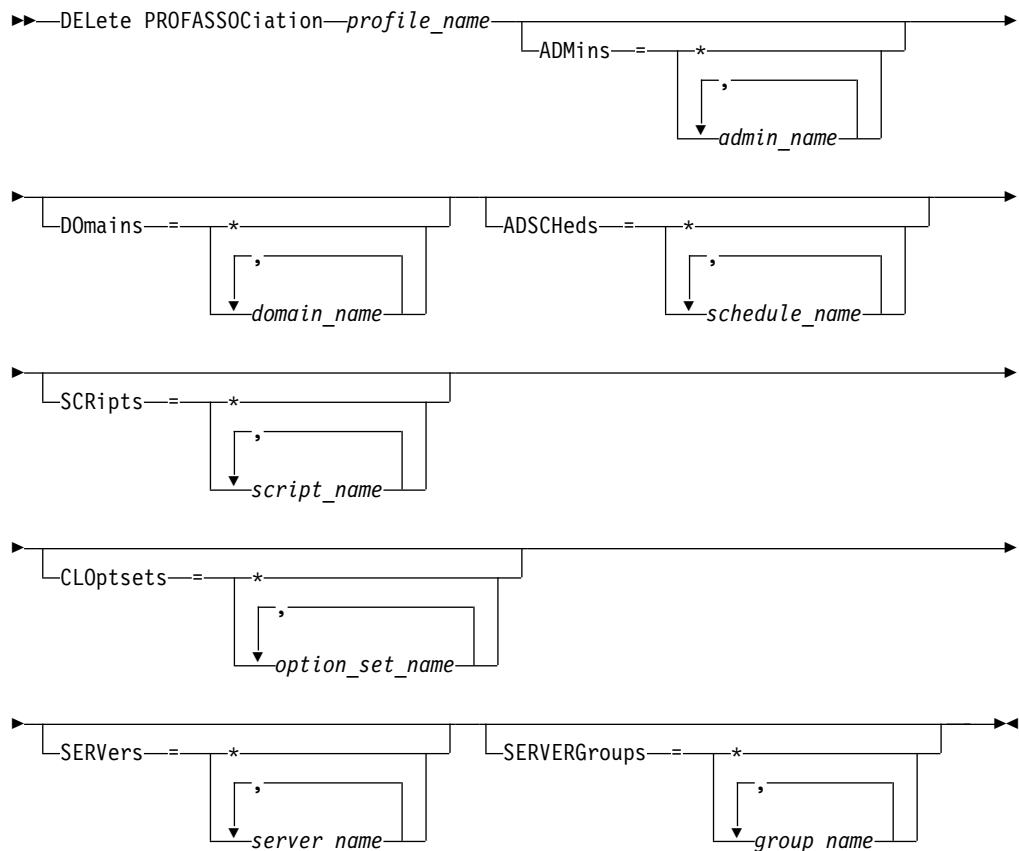 DELete PROFASSOCiation profile_name
ADMins = *
,
admin_name
DOmains = * ADSCHeds = *
, ,
domain_name schedule_name
SCRipts = *
,
script_name
CLOptsets = *
,
option_set_name
SERVers = * SERVERGroups = *
, ,
server_name group_name